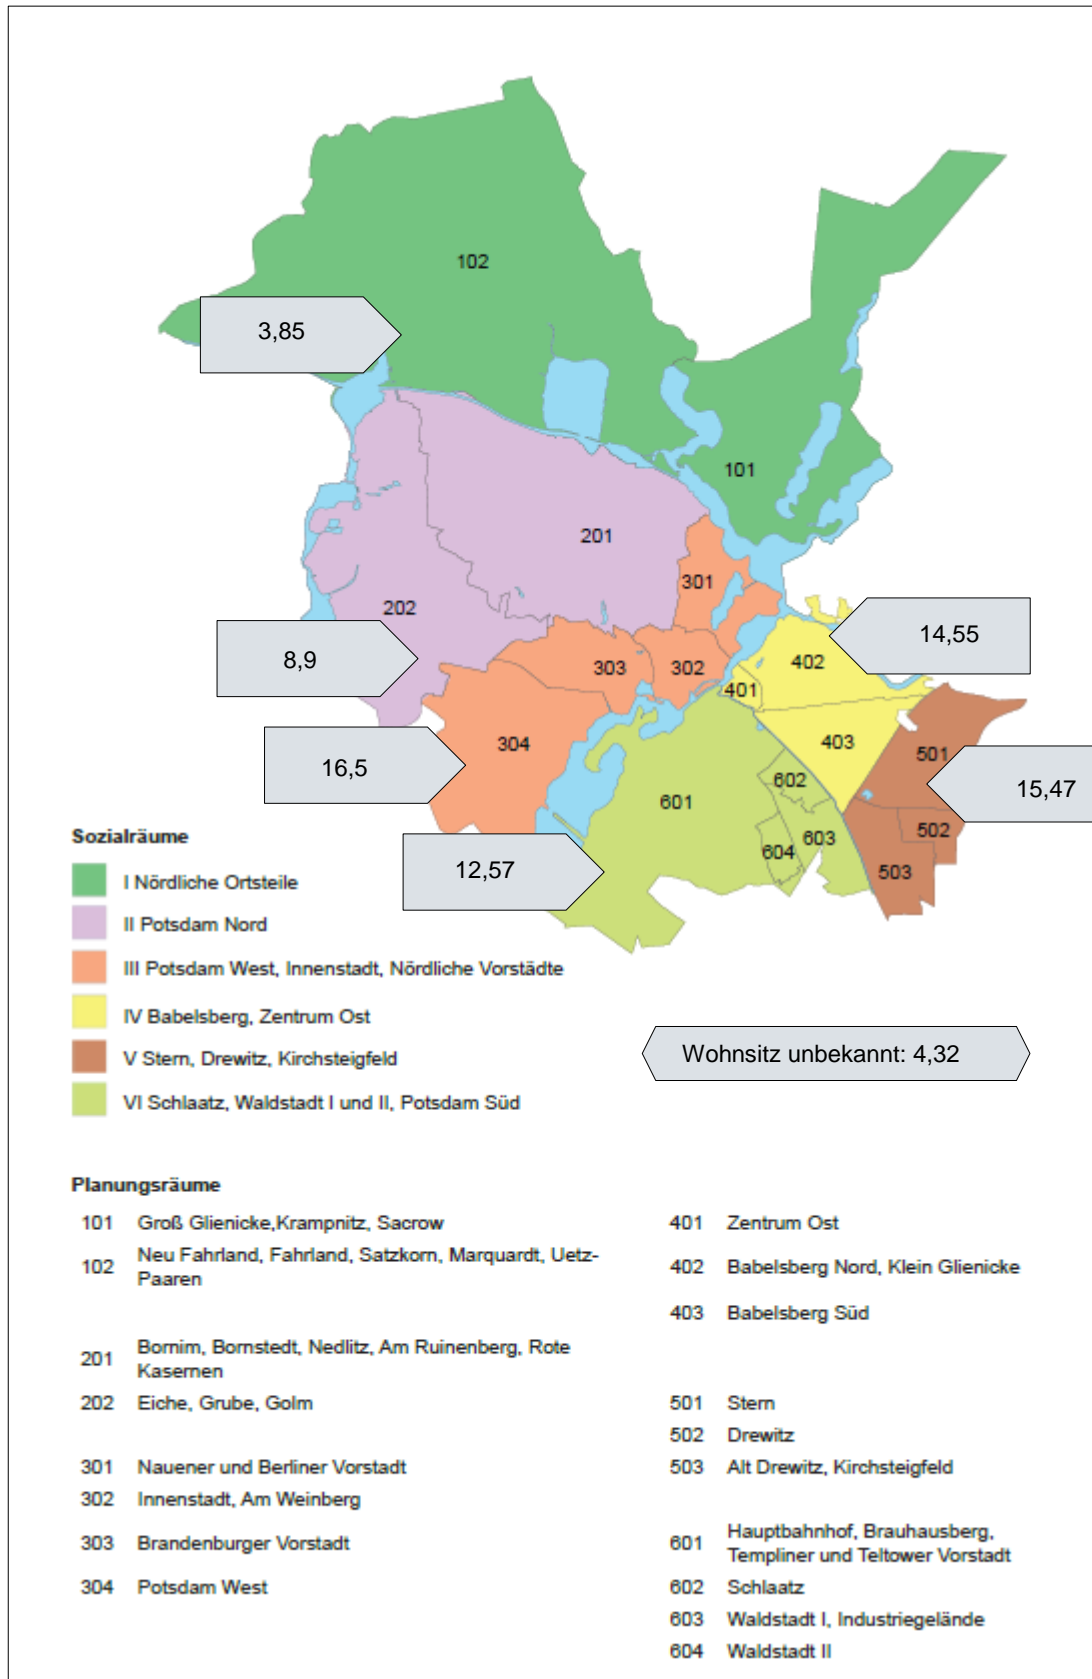 102
3,85
101
201
301
202
14,55
402
8,9
303
302
401
501
304
403
16,5
602
15,47
601
502
603
604
12,57
503
Sozialräume
I Nördliche Ortsteile
II Potsdam Nord
III Potsdam West, Innenstadt, Nördliche Vorstädte
IV Babelsberg, Zentrum Ost
V Stern, Drewitz, Kirchsteigfeld
VI Schlaatz, Waldstadt I und II, Potsdam Süd
Wohnsitz unbekannt: 4,32
Planungsräume
101 Groß Glienicke,Krampnitz, Sacrow
102 Neu Fahrland, Fahrland, Satzkorn, Marquardt, Uetz-
Paaren
201 Bornim, Bornstedt, Nedlitz, Am Ruinenberg, Rote
Kasernen
202 Eiche, Grube, Golm
301 Nauener und Berliner Vorstadt
302 Innenstadt, Am Weinberg
303 Brandenburger Vorstadt
304 Potsdam West
401 Zentrum Ost
402 Babelsberg Nord, Klein Glienicke
403 Babelsberg Süd
501 Stern
502 Drewitz
503 Alt Drewitz, Kirchsteigfeld
601 Hauptbahnhof, Brauhausberg,
Templiner und Teltower Vorstadt
602 Schlaatz
603 Waldstadt I, Industriegelände
604 Waldstadt II